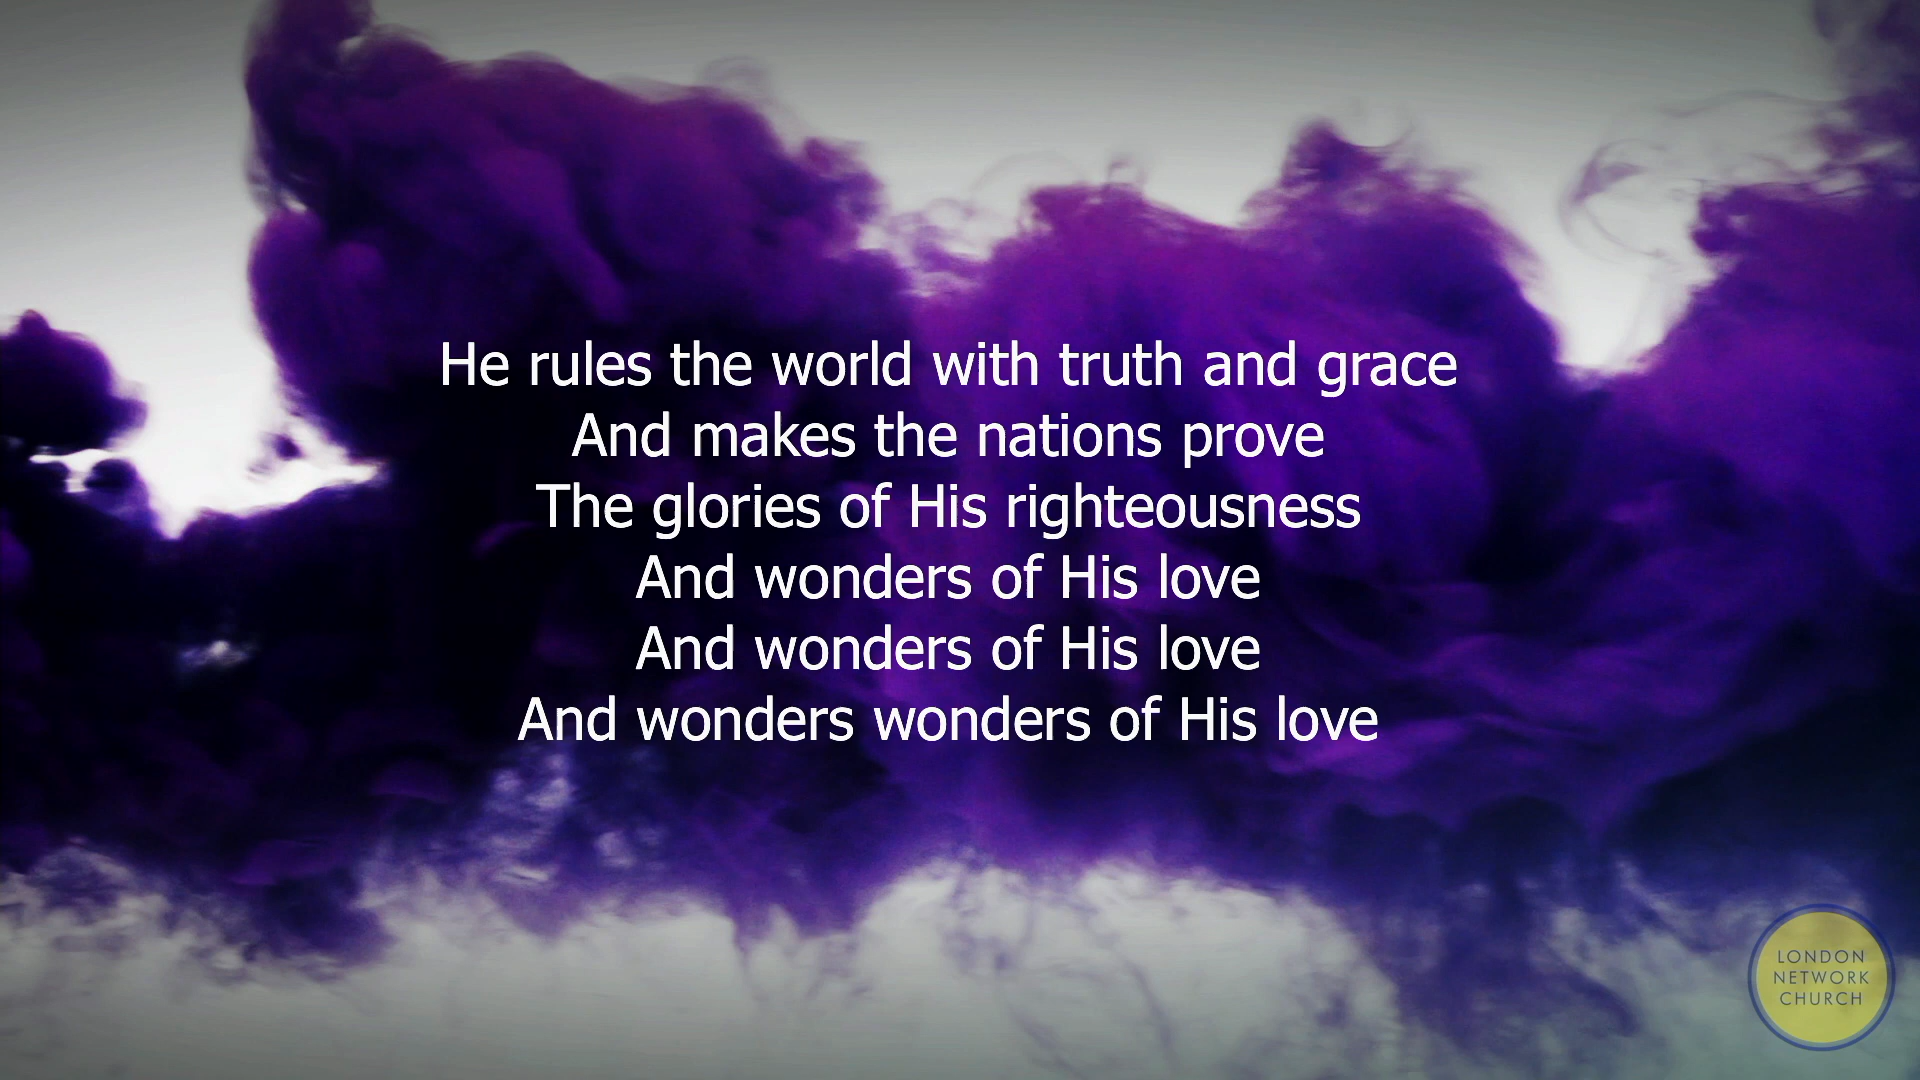 He rules the world with truth and grace
And makes the nations prove
The glories of His righteousness
And wonders of His love
And wonders of His love
And wonders wonders of His love
LONDON
NETWORK
CHURCH